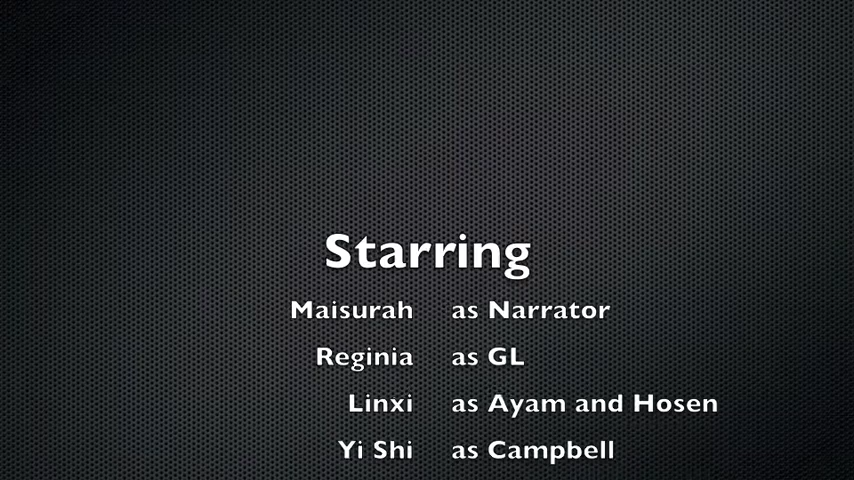 Starring
Maisurah as Narrator
Reginia as GL
Linxi as Ayam and Hosen
Yi Shi as Campbell